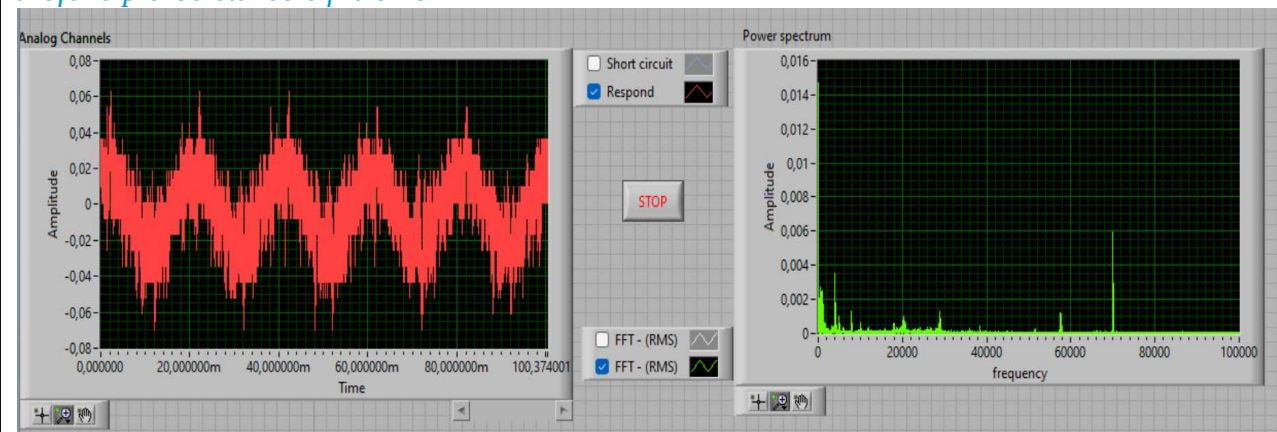 Analog Channels
0,08
0,06
0,04
0,02
0
-0,02
-0,04
-0,06
-0,08
Amplitude
0,000000 20,000000m 40,000000m 60,000000m 80,000000m 100,374001
Time
Short circuit
Respond
STOP
FFT - (RMS)
FFT - (RMS)
Power spectrum
0,016
0,014
0,012
0,01
0,008
0,006
0,004
0,002
0
Amplitude
0 20000 40000 60000 80000 100000
frequency